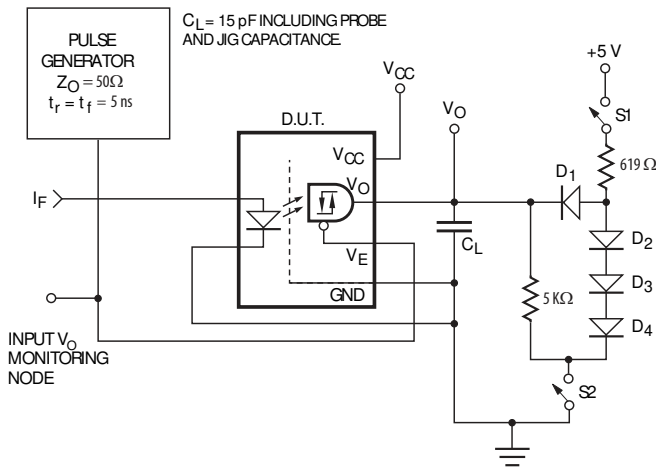 PULSE
GENERATOR
ZO = 50Ω
tr = tf = 5 ns
CL = 15 pF INCLUDING PROBE
AND JIG CAPACITANCE.
VCC
VO
+5 V
S1
D.U.T.
VCC
619 Ω
D1
VO
IF
D2
CL
VE
D3
GND
5 KΩ
D4
INPUT VO
MONITORING
NODE
S2